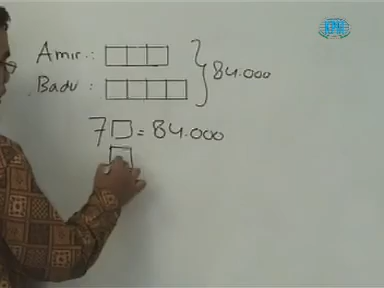 Amir :
Badu :
84.000
7 □ = 84.000